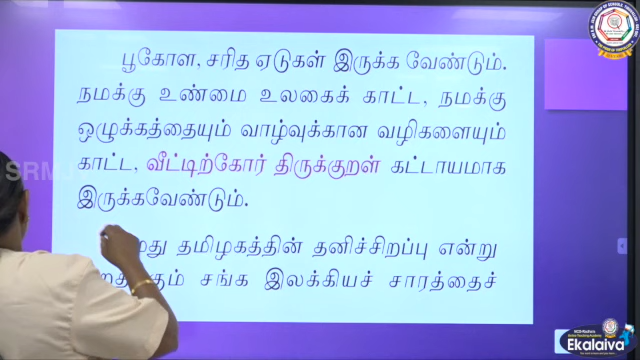 பூகோள, சரித ஏடுகள் இருக்க வேண்டும்.
நமக்கு உண்மை உலகைக் காட்ட, நமக்கு
ஒழுக்கத்தையும் வாழ்வுக்கான வழிகளையும்
காட்ட, வீட்டிற்கோர் திருக்குறள் கட்டாயமாக
இருக்கவேண்டும்.
தமிழகத்தின் தனிச்சிறப்பு என்று
சங்க இலக்கியச் சாரத்தைச்
SRM
Ekalaiva